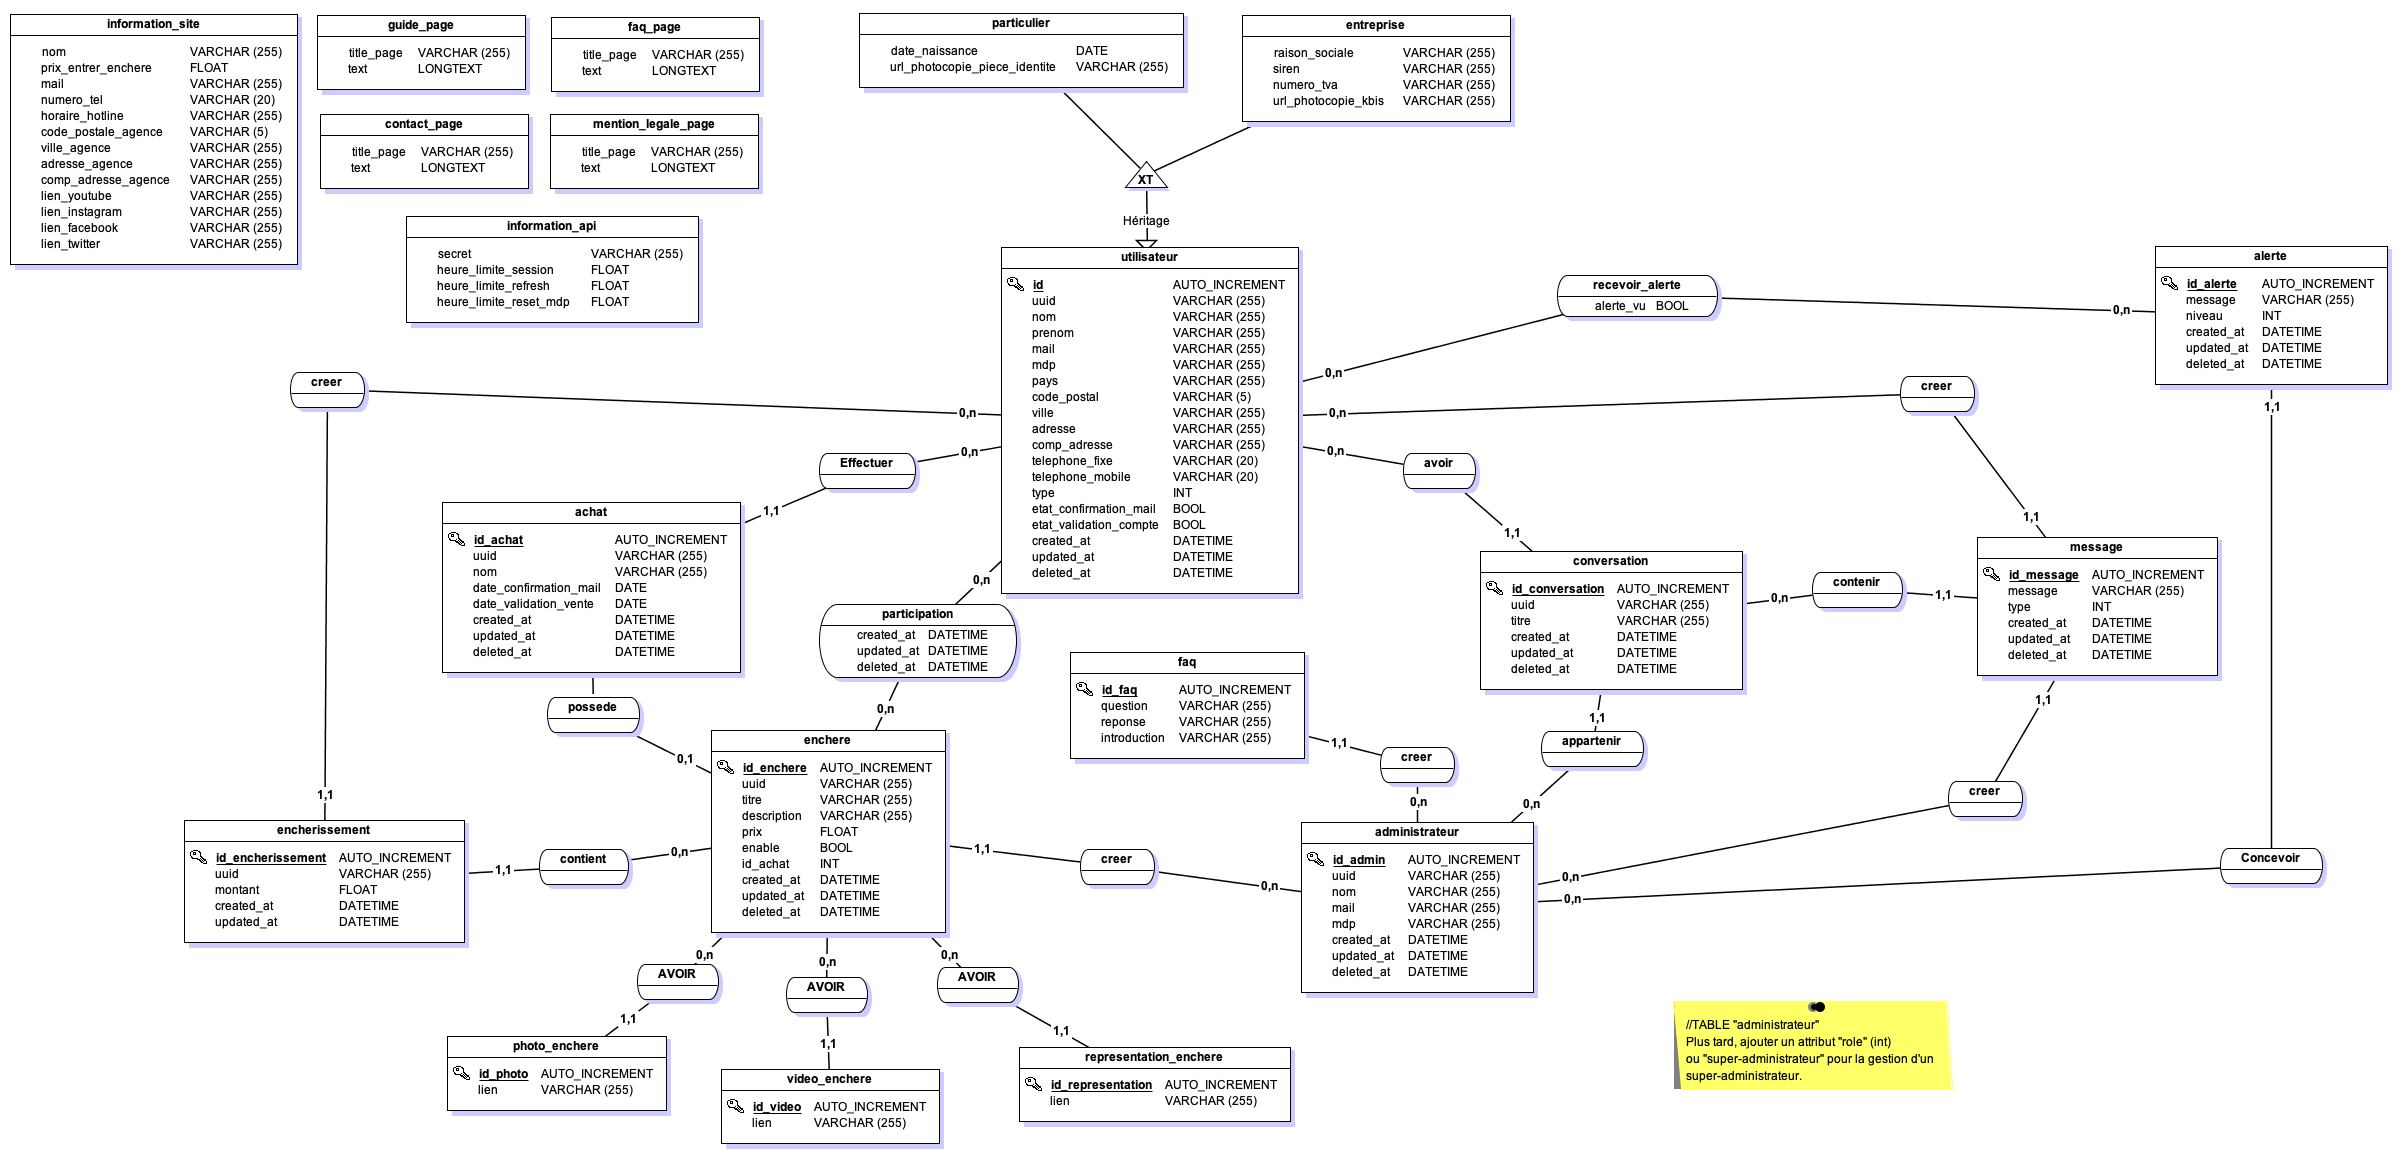 information_site
nom VARCHAR (255)
prix_entrer_enchere FLOAT
mail VARCHAR (255)
numero_tel VARCHAR (20)
horaire_hotline VARCHAR (255)
code_postale_agence VARCHAR (5)
ville_agence VARCHAR (255)
adresse_agence VARCHAR (255)
comp_adresse_agence VARCHAR (255)
lien_youtube VARCHAR (255)
lien_instagram VARCHAR (255)
lien_facebook VARCHAR (255)
lien_twitter VARCHAR (255)
guide_page
title_page VARCHAR (255)
text LONGTEXT
faq_page
title_page VARCHAR (255)
text LONGTEXT
contact_page
title_page VARCHAR (255)
text LONGTEXT
mention_legale_page
title_page VARCHAR (255)
text LONGTEXT
information_api
secret VARCHAR (255)
heure_limite_session FLOAT
heure_limite_refresh FLOAT
heure_limite_reset_mdp FLOAT
particulier
date_naissance DATE
url_photocopie_piece_identite VARCHAR (255)
entreprise
raison_sociale VARCHAR (255)
siren VARCHAR (255)
numero_tva VARCHAR (255)
url_photocopie_kbis VARCHAR (255)
XT
Héritage
utilisateur
id AUTO_INCREMENT
uuid VARCHAR (255)
nom VARCHAR (255)
prenom VARCHAR (255)
mail VARCHAR (255)
mdp VARCHAR (255)
pays VARCHAR (255)
code_postal VARCHAR (5)
ville VARCHAR (255)
adresse VARCHAR (255)
comp_adresse VARCHAR (255)
telephone_fixe VARCHAR (20)
telephone_mobile VARCHAR (20)
type INT
etat_confirmation_mail BOOL
etat_validation_compte BOOL
created_at DATETIME
updated_at DATETIME
deleted_at DATETIME
recevoir_alerte
alerte_vu BOOL
0,n
0,n
alerte
id_alerte AUTO_INCREMENT
message VARCHAR (255)
niveau INT
created_at DATETIME
updated_at DATETIME
deleted_at DATETIME
1,1
creer
0,n
1,1
creer
0,n
1,1
Effectuer
0,n
1,1
avoir
0,n
1,1
achat
id_achat AUTO_INCREMENT
uuid VARCHAR (255)
nom VARCHAR (255)
date_confirmation_mail DATE
date_validation_vente DATE
created_at DATETIME
updated_at DATETIME
deleted_at DATETIME
possede
0,1
participation
created_at DATETIME
updated_at DATETIME
deleted_at DATETIME
0,n
0,n
conversation
id_conversation AUTO_INCREMENT
uuid VARCHAR (255)
titre VARCHAR (255)
created_at DATETIME
updated_at DATETIME
deleted_at DATETIME
contenir
0,n
1,1
message
id_message AUTO_INCREMENT
message VARCHAR (255)
type INT
created_at DATETIME
updated_at DATETIME
deleted_at DATETIME
1,1
faq
id_faq AUTO_INCREMENT
question VARCHAR (255)
reponse VARCHAR (255)
introduction VARCHAR (255)
1,1
creer
0,n
1,1
appartenir
0,n
creer
0,n
enchere
id_enchere AUTO_INCREMENT
uuid VARCHAR (255)
titre VARCHAR (255)
description VARCHAR (255)
prix FLOAT
enable BOOL
id_achat INT
created_at DATETIME
updated_at DATETIME
deleted_at DATETIME
encherissement
id_encherissement AUTO_INCREMENT
uuid VARCHAR (255)
montant FLOAT
created_at DATETIME
updated_at DATETIME
1,1
contient
0,n
1,1
creer
0,n
administrateur
id_admin AUTO_INCREMENT
uuid VARCHAR (255)
nom VARCHAR (255)
mail VARCHAR (255)
mdp VARCHAR (255)
created_at DATETIME
updated_at DATETIME
deleted_at DATETIME
Concevoir
0,n
0,n
AVOIR
1,1
0,n
AVOIR
1,1
0,n
AVOIR
1,1
photo_enchere
id_photo AUTO_INCREMENT
lien VARCHAR (255)
video_enchere
id_video AUTO_INCREMENT
lien VARCHAR (255)
representation_enchere
id_representation AUTO_INCREMENT
lien VARCHAR (255)
//TABLE "administrateur"
Plus tard, ajouter un attribut "role" (int)
ou "super-administrateur" pour la gestion d'un
super-administrateur.